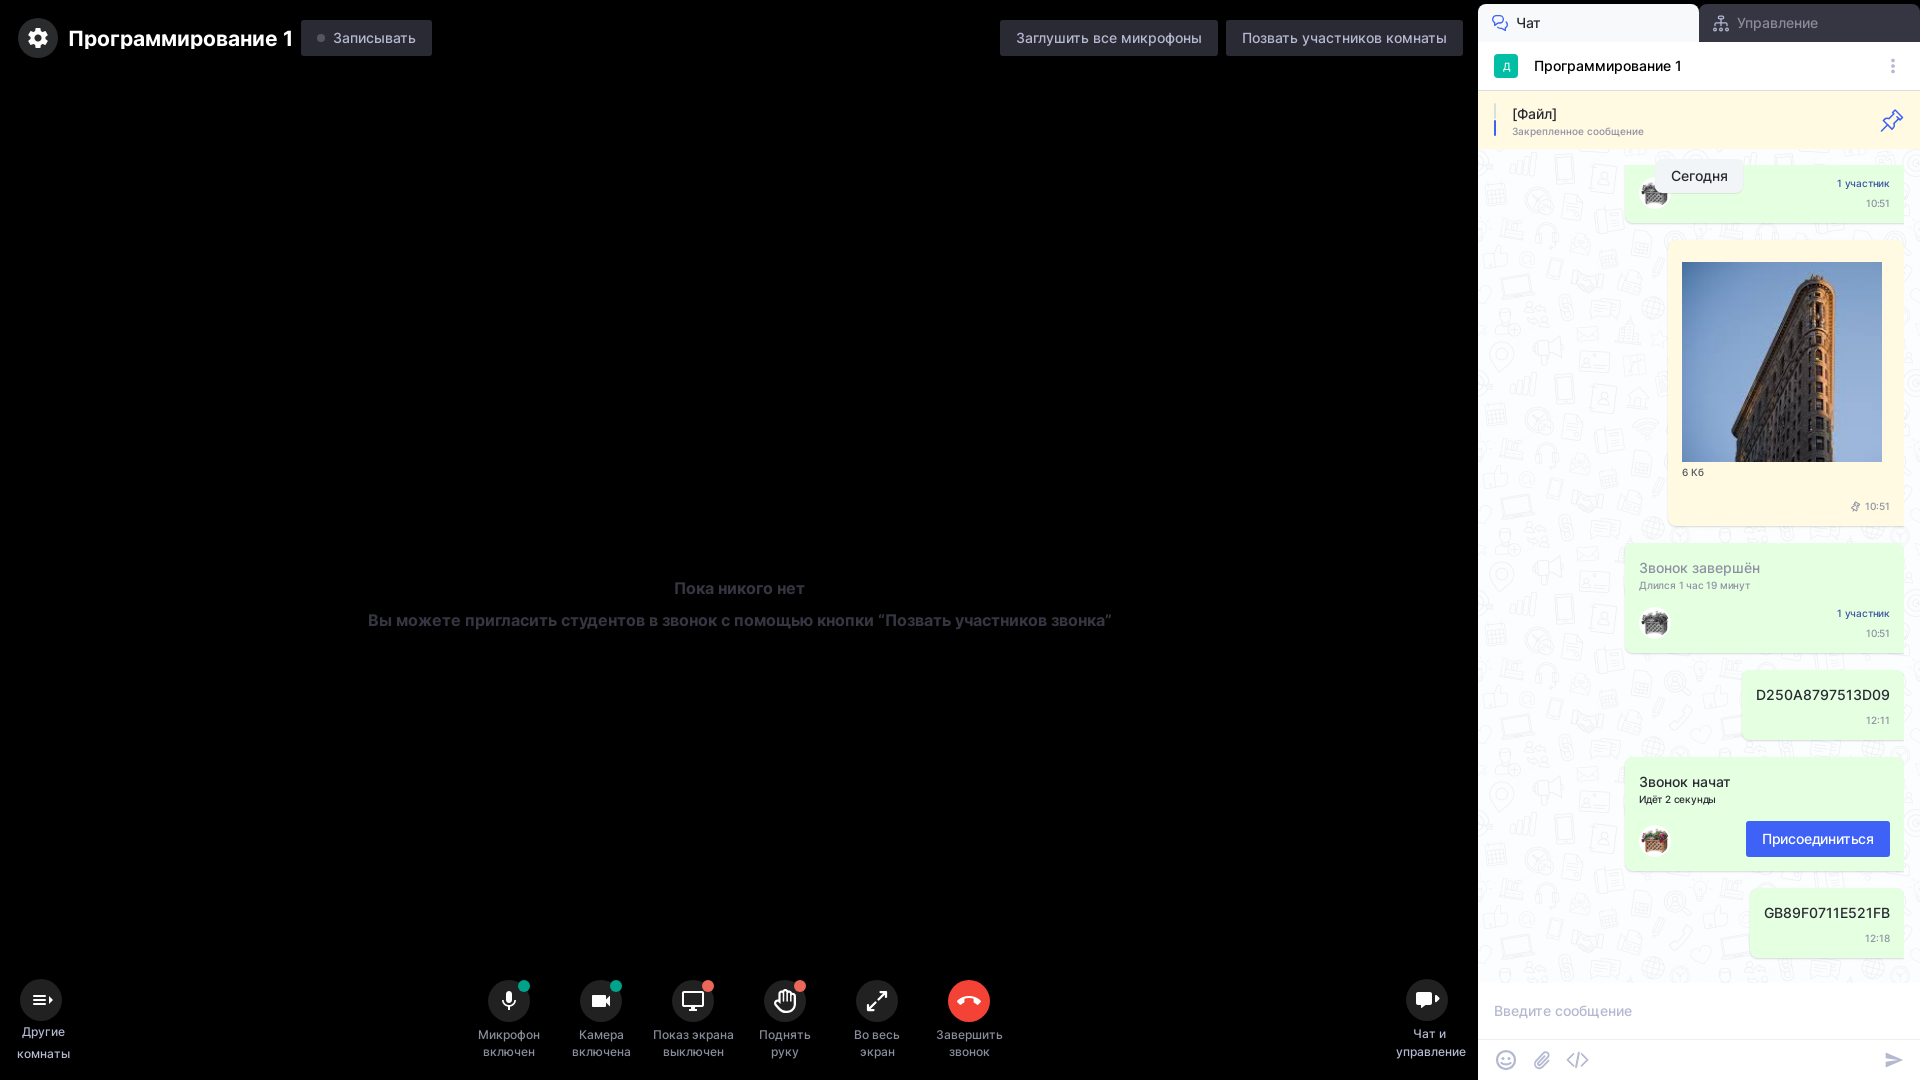 Программирование 1
Записывать
Заглушить все микрофоны
Позвать участников комнаты
Пока никого нет
Вы можете пригласить студентов в звонок с помощью кнопки “Позвать участников звонка”
Другие
комнаты
Микрофон
включен
Камера
включена
Показ экрана
выключен
Поднять
руку
Во весь
экран
Завершить
звонок
Чат и
управление
Чат
Управление
Д
Программирование 1
[Файл]
Закрепленное сообщение
Сегодня
1 участник
10:51
6 Кб
10:51
Звонок завершён
Длился 1 час 19 минут
1 участник
10:51
D250A8797513D09
12:11
Звонок начат
Идёт 2 секунды
Присоединиться
GB89F0711E521FB
12:18
Введите сообщение